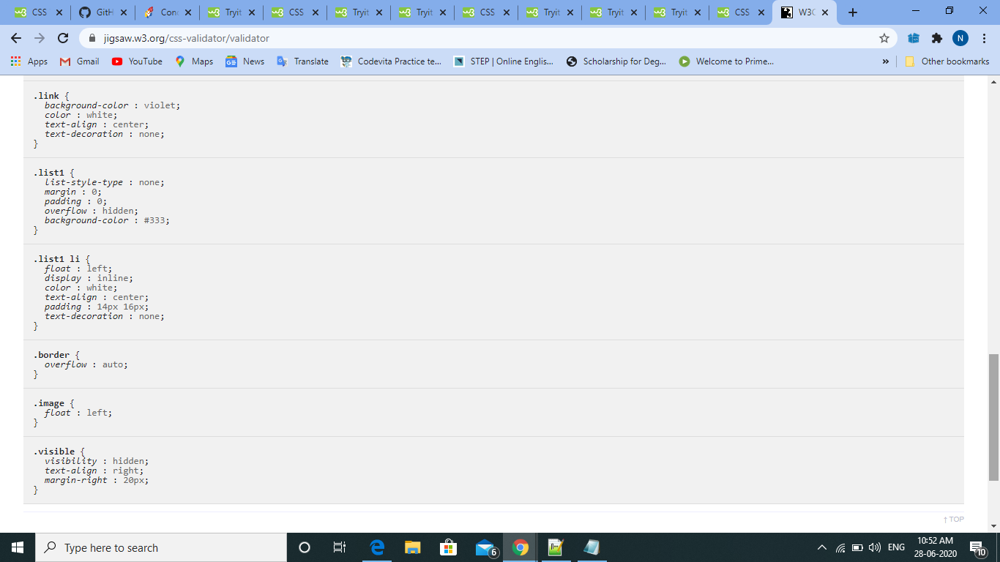 CSS
GitH
Conc
Tryit
CSS
Tryit
Tryit
CSS
Tryit
Tryit
Tryit
CSS
W3C
jigsaw.w3.org/css-validator/validator
N
Apps
Gmail
YouTube
Maps
News
Translate
Codevita Practice te...
STEP | Online Englis...
Scholarship for Deg...
Welcome to Prime...
»
Other bookmarks
.link {
background-color : violet;
color : white;
text-align : center;
text-decoration : none;
}
.list1 {
list-style-type : none;
margin : 0;
padding : 0;
overflow : hidden;
background-color : #333;
}
.list1 li {
float : left;
display : inline;
color : white;
text-align : center;
padding : 14px 16px;
text-decoration : none;
}
.border {
overflow : auto;
}
.image {
float : left;
}
.visible {
visibility : hidden;
text-align : right;
margin-right : 20px;
}
↑ TOP
Type here to search
6
ENG
10:52 AM
28-06-2020
10